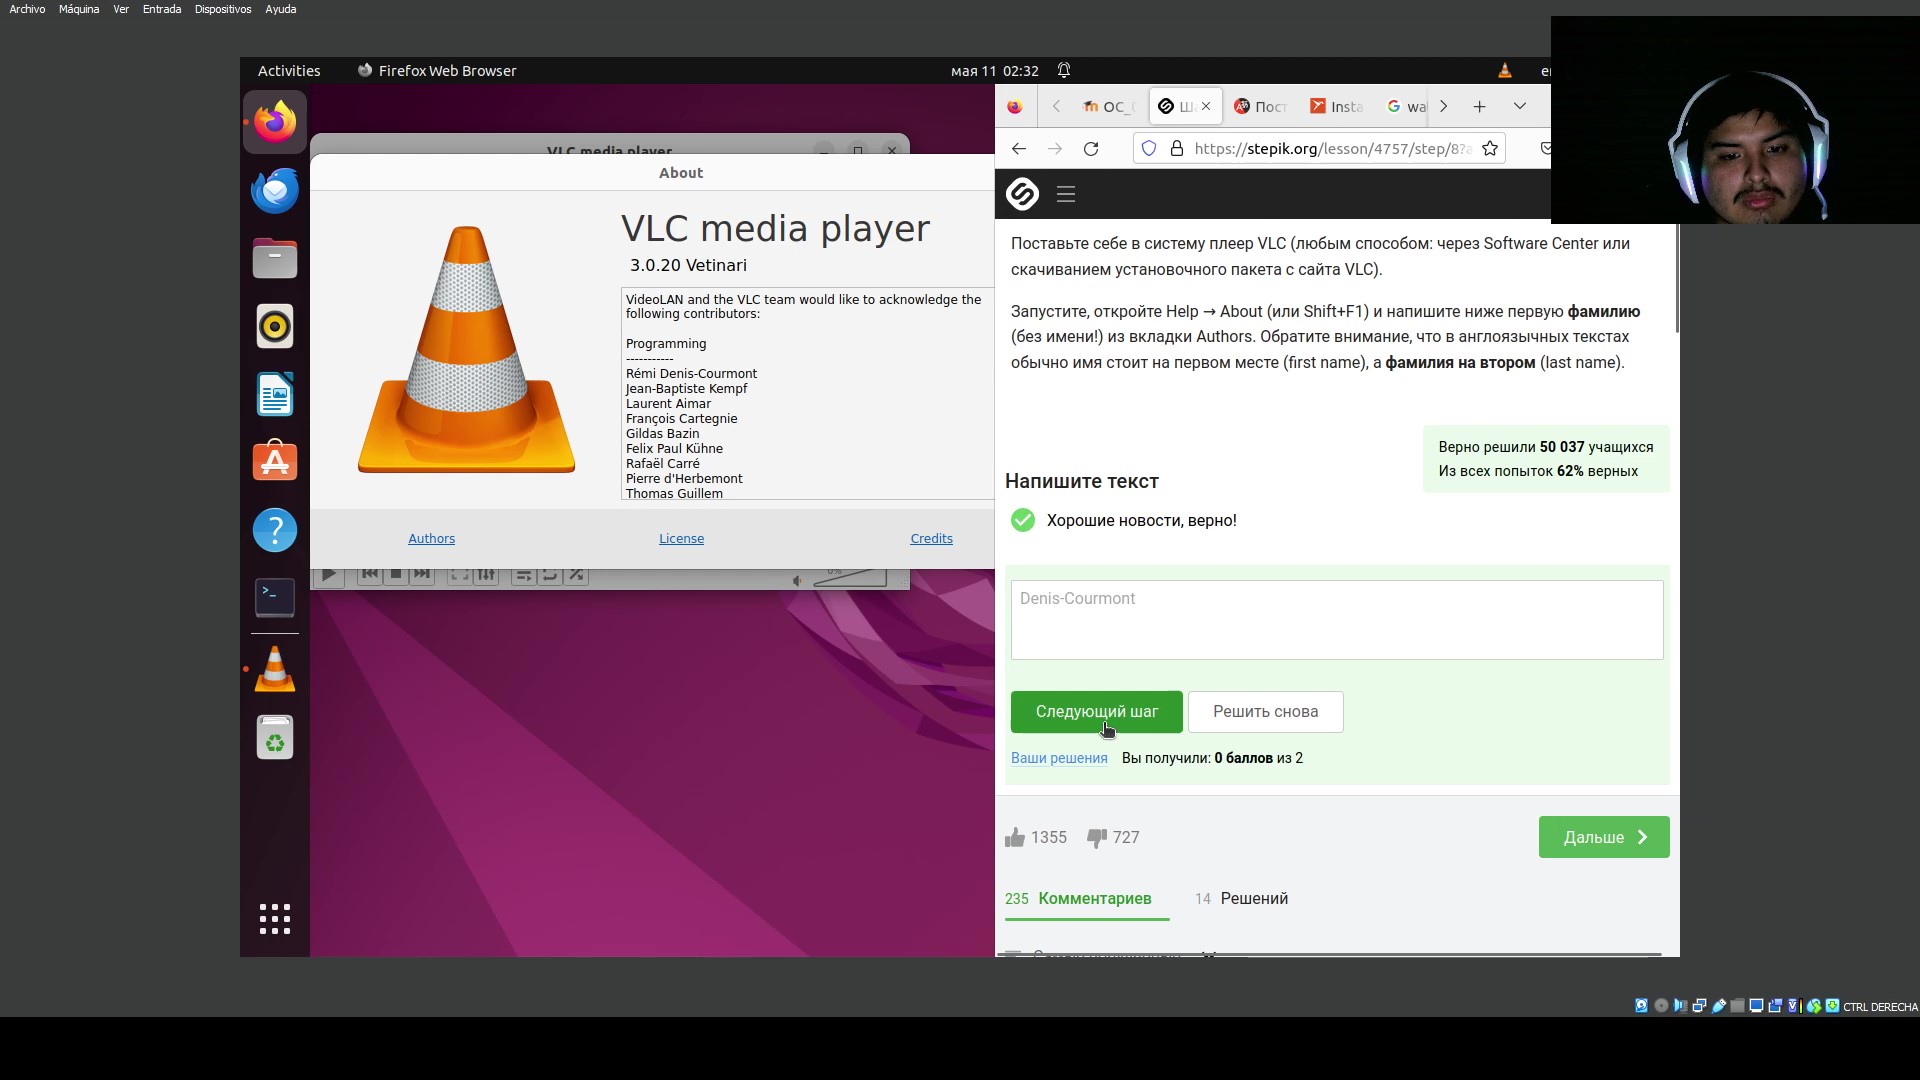 Archivo Máquina Ver Entrada Dispositivos Ayuda
Activities Firefox Web Browser мая 11 02:32
VLC media player
About
VLC media player
3.0.20 Vetinari
VideoLAN and the VLC team would like to acknowledge the
following contributors:
Programming
-----------
Rémi Denis-Courmont
Jean-Baptiste Kempf
Laurent Aimar
François Cartegnie
Gildas Bazin
Felix Paul Kühne
Rafaël Carré
Pierre d'Herbemont
Thomas Guillem
Authors License Credits
0%
ОС_ Ша Пост Insta wa
https://stepik.org/lesson/4757/step/8?
Поставьте себе в систему плеер VLC (любым способом: через Software Center или
скачиванием установочного пакета с сайта VLC).
Запустите, откройте Help → About (или Shift+F1) и напишите ниже первую фамилию
(без имени!) из вкладки Authors. Обратите внимание, что в англоязычных текстах
обычно имя стоит на первом месте (first name), а фамилия на втором (last name).
Верно решили 50 037 учащихся
Из всех попыток 62% верных
Напишите текст
Хорошие новости, верно!
Denis-Courmont
Следующий шаг Решить снова
Ваши решения Вы получили: 0 баллов из 2
1355 727 Дальше
235 Комментариев 14 Решений
CTRL DERECHA